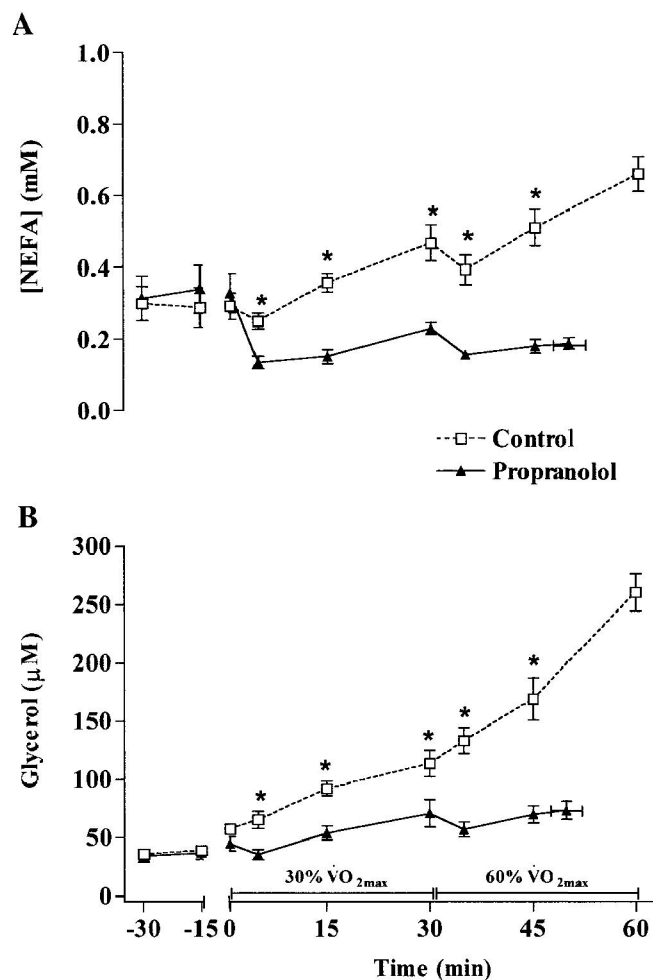 A
1.0
0.8
0.6
0.4
0.2
0.0
[NEFA] (mM)
*
*
*
*
*
Control
Propranolol
B
300
250
200
150
100
50
0
Glycerol (μM)
*
*
*
*
*
30% V̇O2max
60% V̇O2max
-30 -15 0 15 30 45 60
Time (min)